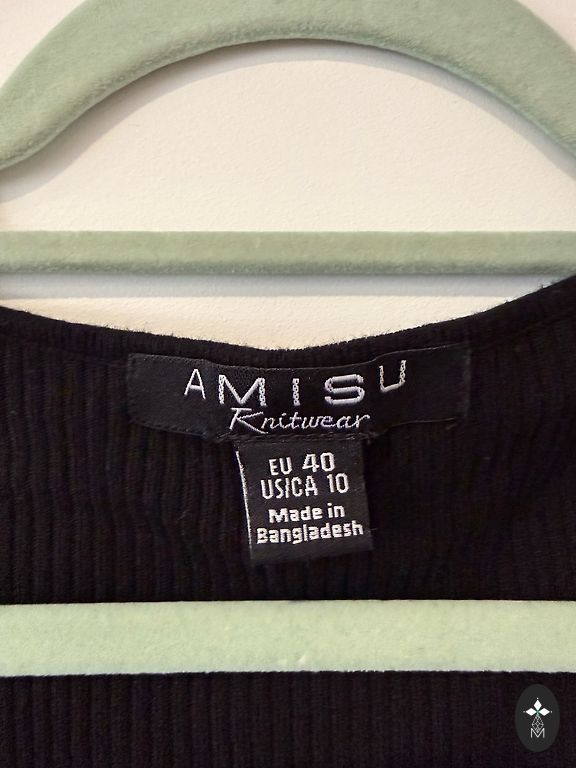 AMISU
Knitwear
EU 40
US/CA 10
Made in
Bangladesh
M